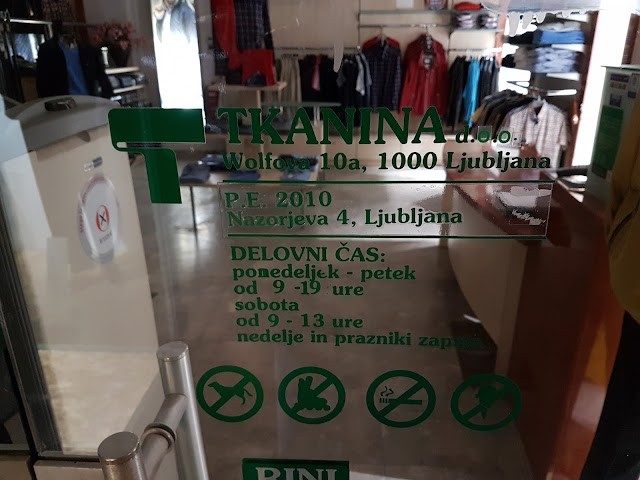 TKANINA d.o.o.
Wolfova 10a, 1000 Ljubljana
P.E. 2010
Nazorjeva 4, Ljubljana
DELOVNI ČAS:
ponedeljek - petek
od 9 -19 ure
sobota
od 9 - 13 ure
nedelje in prazniki
RINI